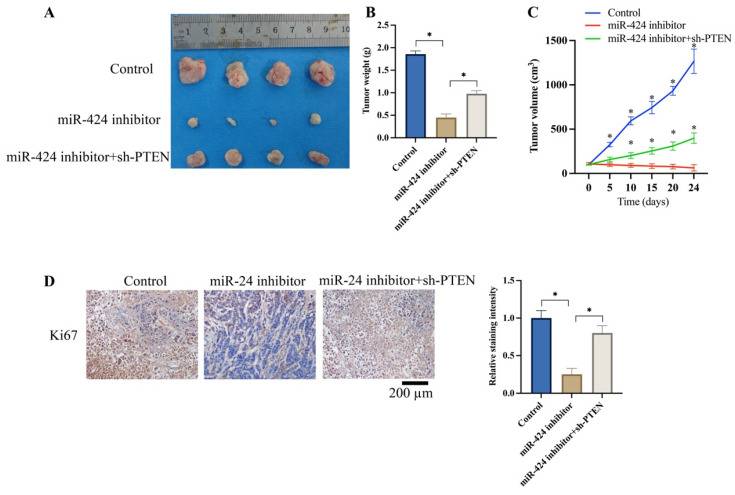 A
1 2 3 4 5 6 7 8 9 10
Control
miR-424 inhibitor
miR-424 inhibitor+sh-PTEN
B
Tumor weight (g)
2.5
2.0
1.5
1.0
0.5
0.0
*
*
Control
miR-424 inhibitor
miR-424 inhibitor+sh-PTEN
C
Control
miR-424 inhibitor
miR-424 inhibitor+sh-PTEN
Tumor volume (cm³)
1500
1000
500
0
* * * * *
* * * * *
0 5 10 15 20 24
Time (days)
D
Control miR-24 inhibitor miR-24 inhibitor+sh-PTEN
Ki67
200 µm
Relative staining intensity
1.5
1.0
0.5
0.0
*
*
Control
miR-424 inhibitor
miR-424 inhibitor+sh-PTEN